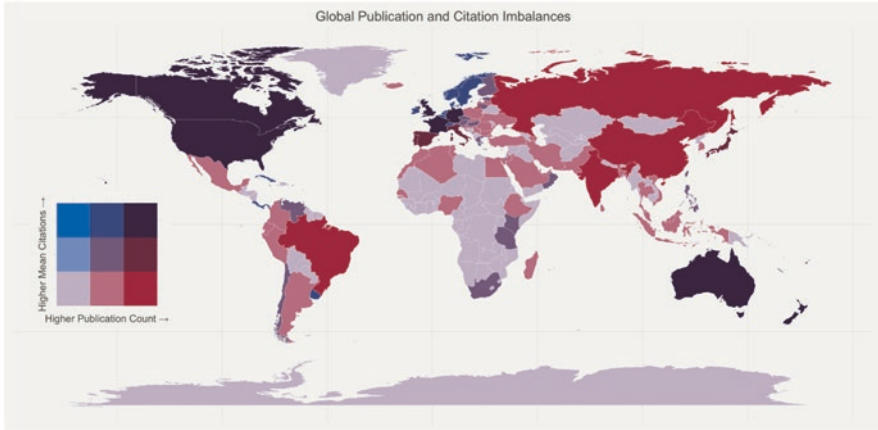 Global Publication and Citation Imbalances
Higher Mean Citations →
Higher Publication Count →